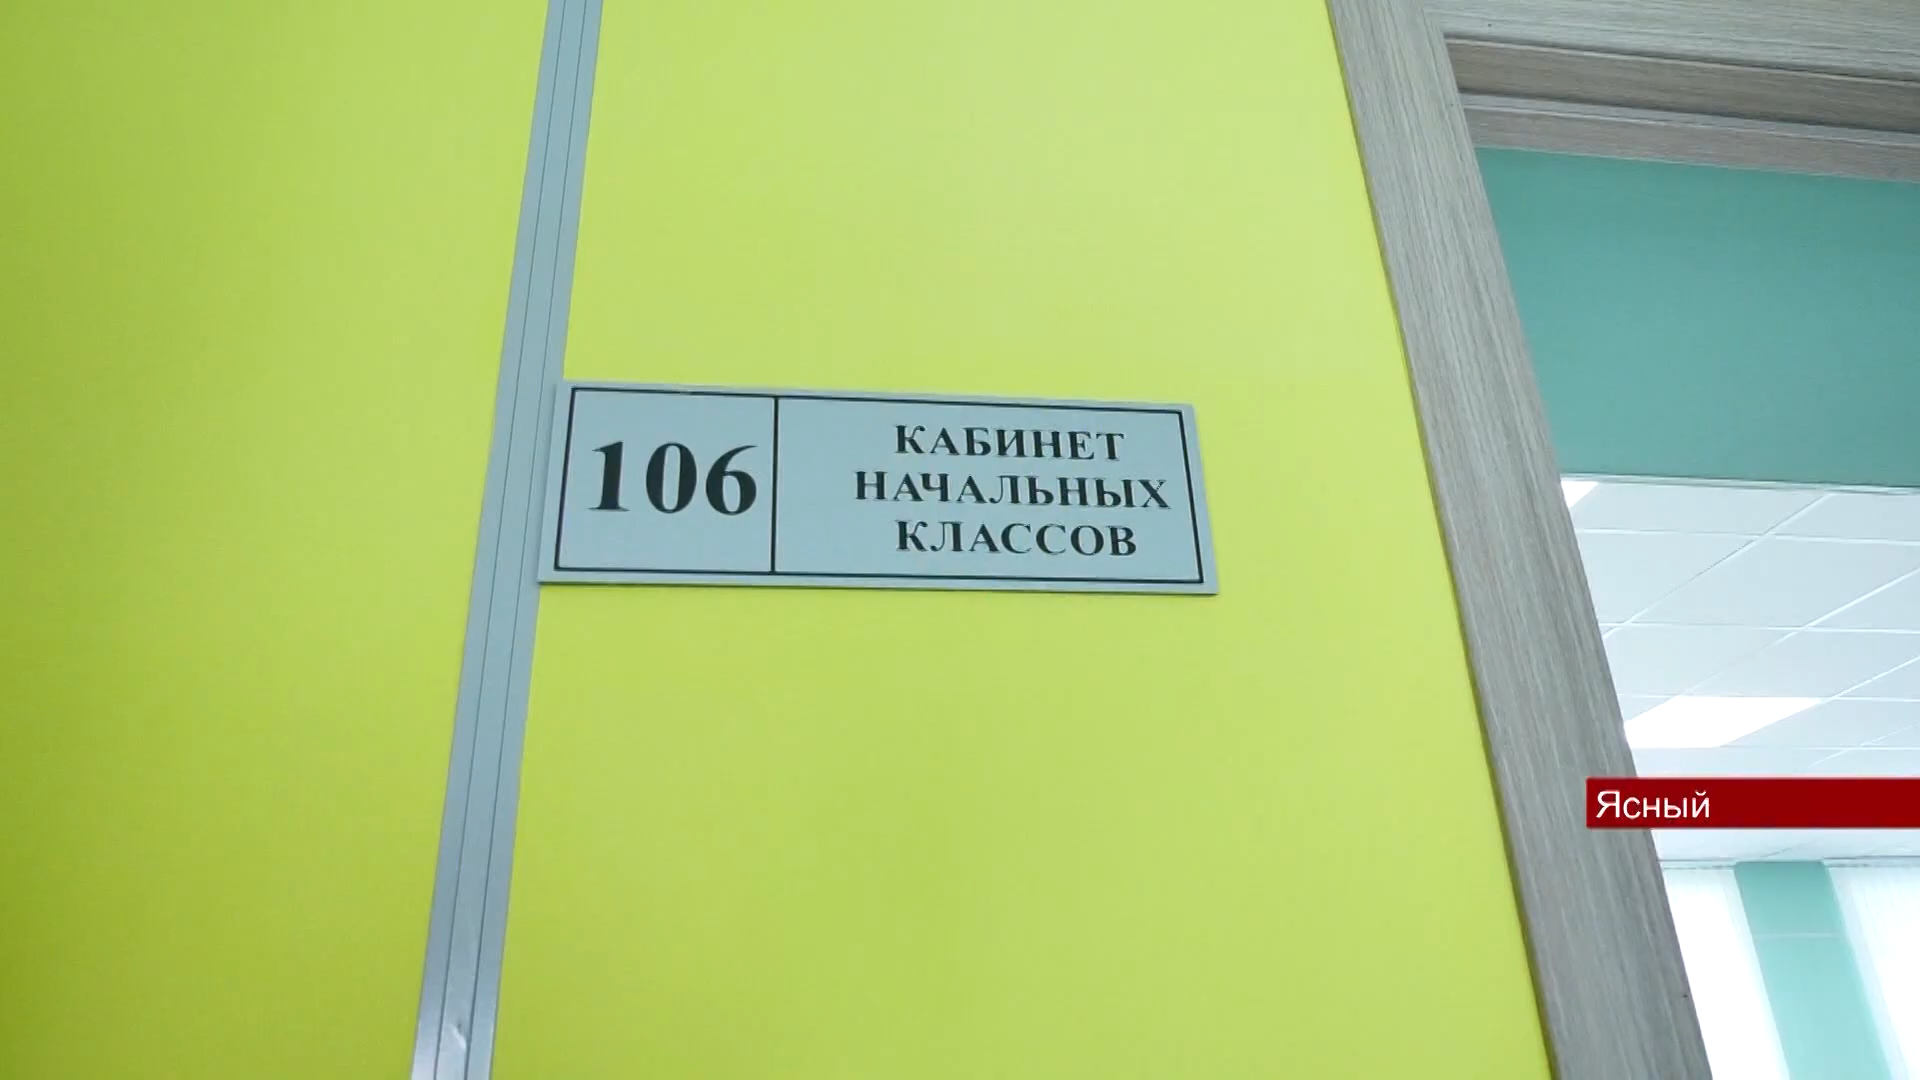 106
КАБИНЕТ
НАЧАЛЬНЫХ
КЛАССОВ
Ясный